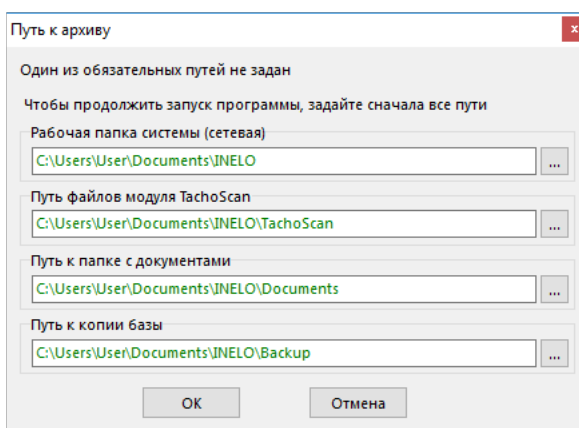 Путь к архиву
x
Один из обязательных путей не задан
Чтобы продолжить запуск программы, задайте сначала все пути
Рабочая папка системы (сетевая)
C:\Users\User\Documents\INELO
...
Путь файлов модуля TachoScan
C:\Users\User\Documents\INELO\TachoScan
...
Путь к папке с документами
C:\Users\User\Documents\INELO\Documents
...
Путь к копии базы
C:\Users\User\Documents\INELO\Backup
...
OK Отмена